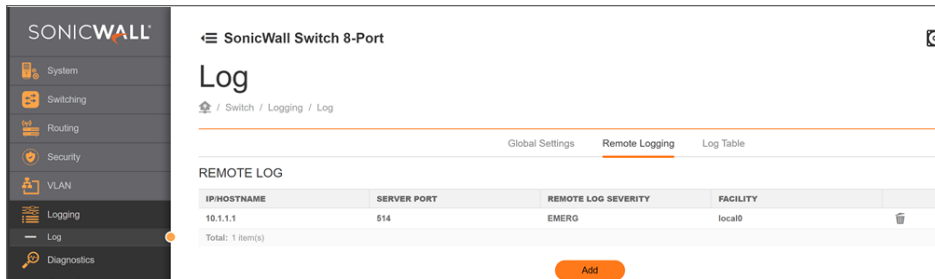 SONICWALL
SonicWall Switch 8-Port
System
Log
Switching
/ Switch / Logging / Log
Routing
Global Settings Remote Logging Log Table
Security
REMOTE LOG
VLAN
IP/HOSTNAME SERVER PORT REMOTE LOG SEVERITY FACILITY
Logging
10.1.1.1 514 EMERG local0
Log
Total: 1 item(s)
Diagnostics
Add